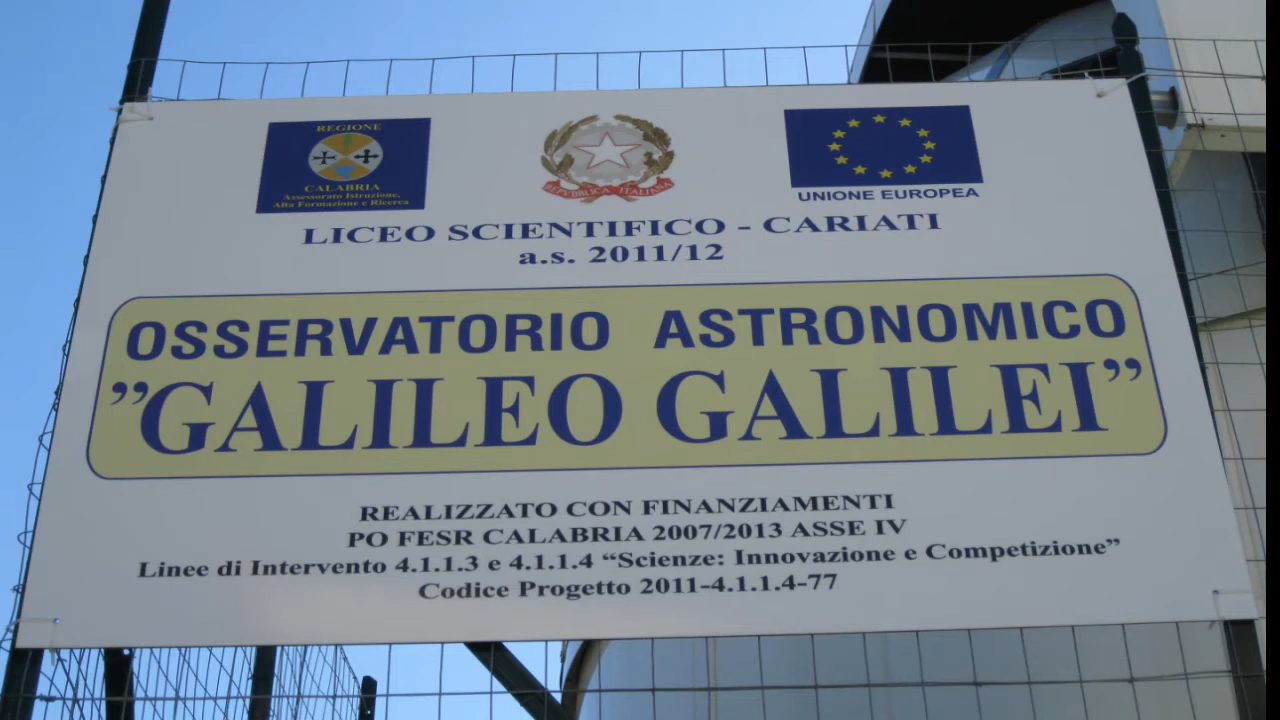 REGIONE
CALABRIA
Assessorato Istruzione,
Alta Formazione e Ricerca
REPVBBLICA ITALIANA
UNIONE EUROPEA
LICEO SCIENTIFICO - CARIATI
a.s. 2011/12
OSSERVATORIO ASTRONOMICO
”GALILEO GALILEI”
REALIZZATO CON FINANZIAMENTI
PO FESR CALABRIA 2007/2013 ASSE IV
Linee di Intervento 4.1.1.3 e 4.1.1.4 “Scienze: Innovazione e Competizione”
Codice Progetto 2011-4.1.1.4-77